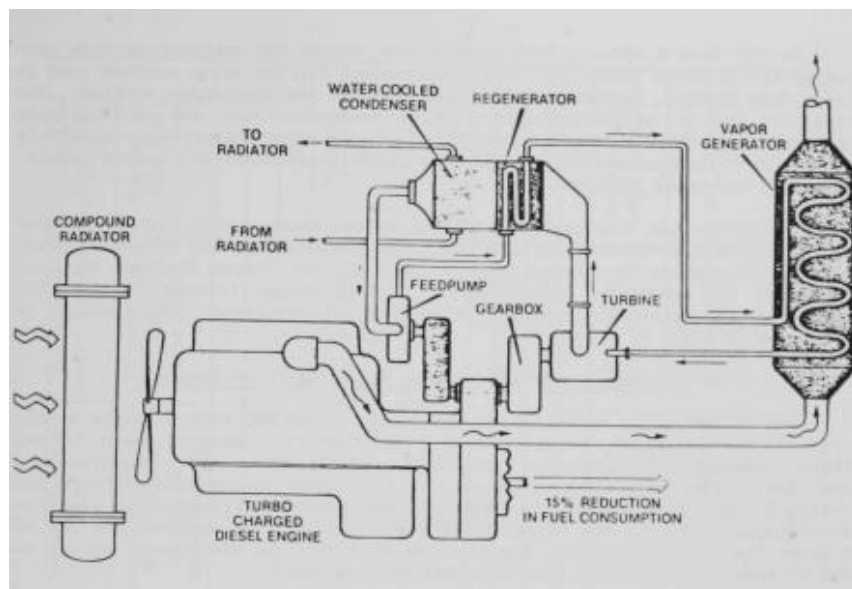 WATER COOLED
CONDENSER
REGENERATOR
TO
RADIATOR
VAPOR
GENERATOR
COMPOUND
RADIATOR
FROM
RADIATOR
FEEDPUMP
GEARBOX
TURBINE
TURBO
CHARGED
DIESEL ENGINE
15% REDUCTION
IN FUEL CONSUMPTION